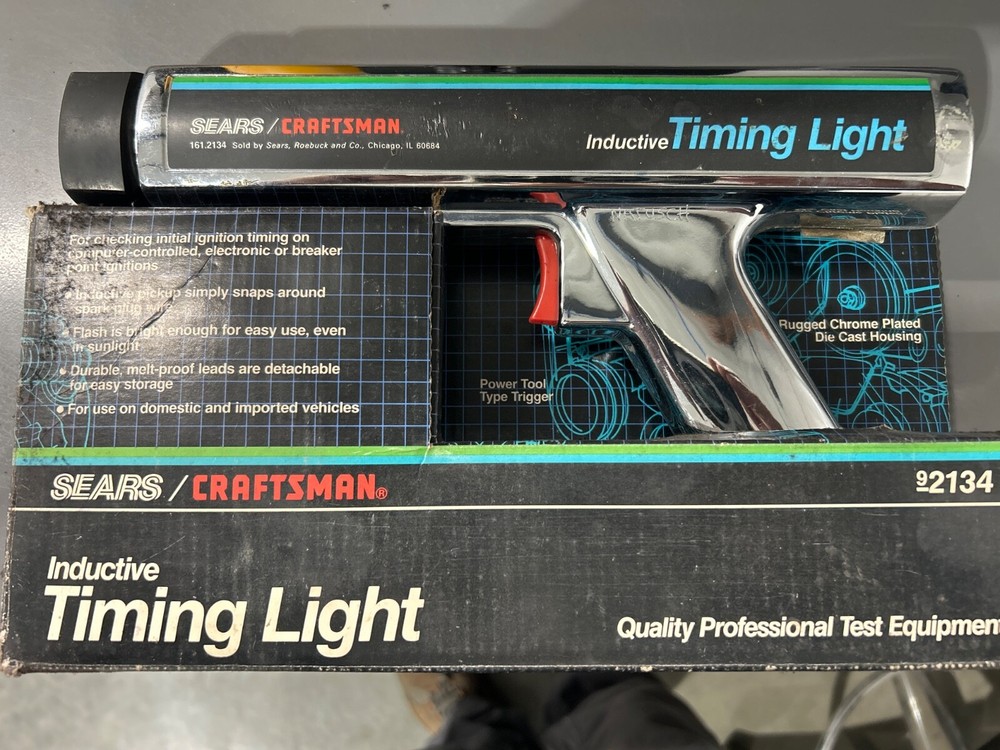 SEARS / CRAFTSMAN®
161.2134 Sold by Sears, Roebuck and Co., Chicago, IL 60684
Inductive Timing Light
For checking initial ignition timing on
computer-controlled, electronic or breaker
point ignitions
• Inductive pickup simply snaps around
spark plug
• Flash is bright enough for easy use, even
in sunlight
• Durable, melt-proof leads are detachable
for easy storage
• For use on domestic and imported vehicles
Power Tool
Type Trigger
Rugged Chrome Plated
Die Cast Housing
SEARS / CRAFTSMAN®
92134
Inductive
Timing Light
Quality Professional Test Equipmen